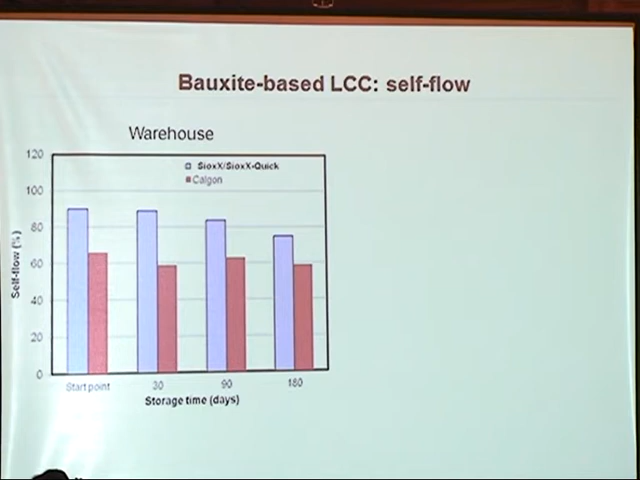 Bauxite-based LCC: self-flow
Warehouse
120
100
80
60
40
20
0
Self-flow (%)
SioxX/SioxX-Quick
Calgon
Start point 30 90 180
Storage time (days)